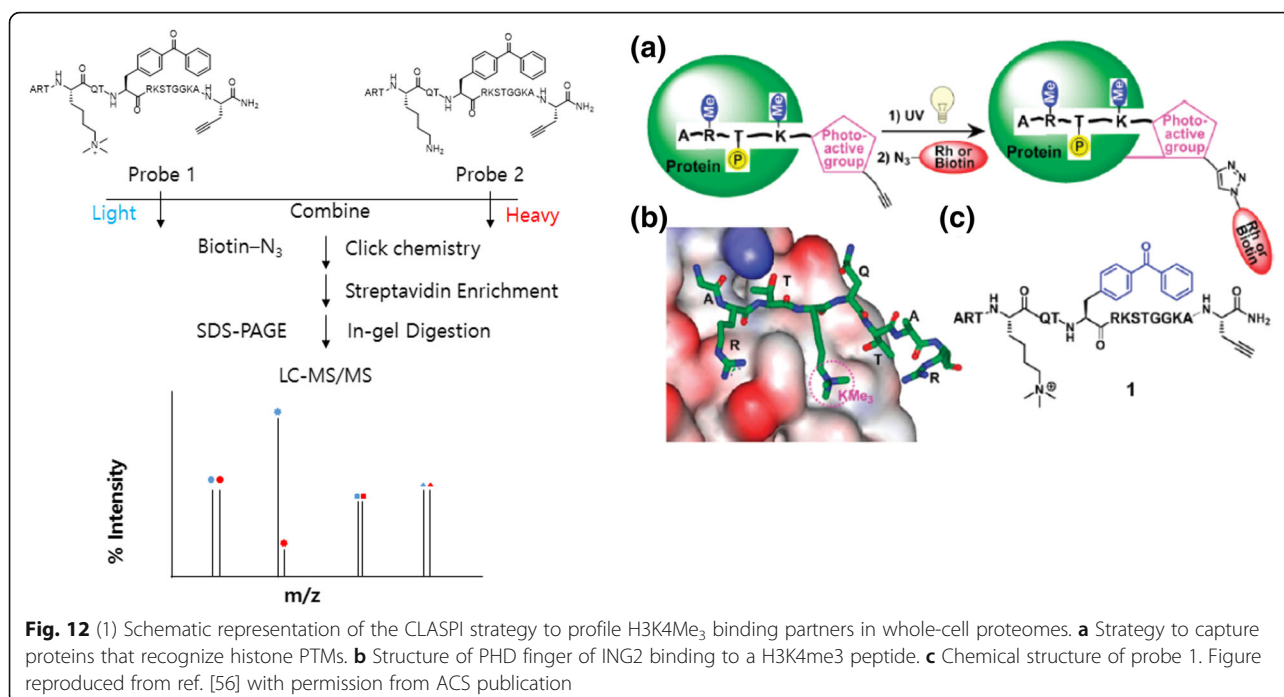 O
H
N
O
O
ART
N
H
QT
N
H
O
RKSTGGKA
H
N
O
NH₂
N
+
Probe 1
O
H
N
O
O
ART
N
H
QT
N
H
O
RKSTGGKA
H
N
O
NH₂
NH₂
Probe 2
Light
Combine
Heavy
Biotin–N₃
Click chemistry
Streptavidin Enrichment
SDS-PAGE
In-gel Digestion
LC-MS/MS
% Intensity
m/z
(a)
Me
Me
A R T K
P
Protein
Photo-
active
group
1) UV
2) N₃
Rh or
Biotin
Me
Me
A R T K
P
Protein
Photo-
active
group
N
N
N
Rh or
Biotin
(b)
A
R
T
Q
T
A
R
KMe₃
(c)
O
H
N
O
O
ART
N
H
QT
N
H
O
RKSTGGKA
H
N
O
NH₂
N
⊕
1
Fig. 12 (1) Schematic representation of the CLASPI strategy to profile H3K4Me₃ binding partners in whole-cell proteomes. a Strategy to capture
proteins that recognize histone PTMs. b Structure of PHD finger of ING2 binding to a H3K4me3 peptide. c Chemical structure of probe 1. Figure
reproduced from ref. [56] with permission from ACS publication